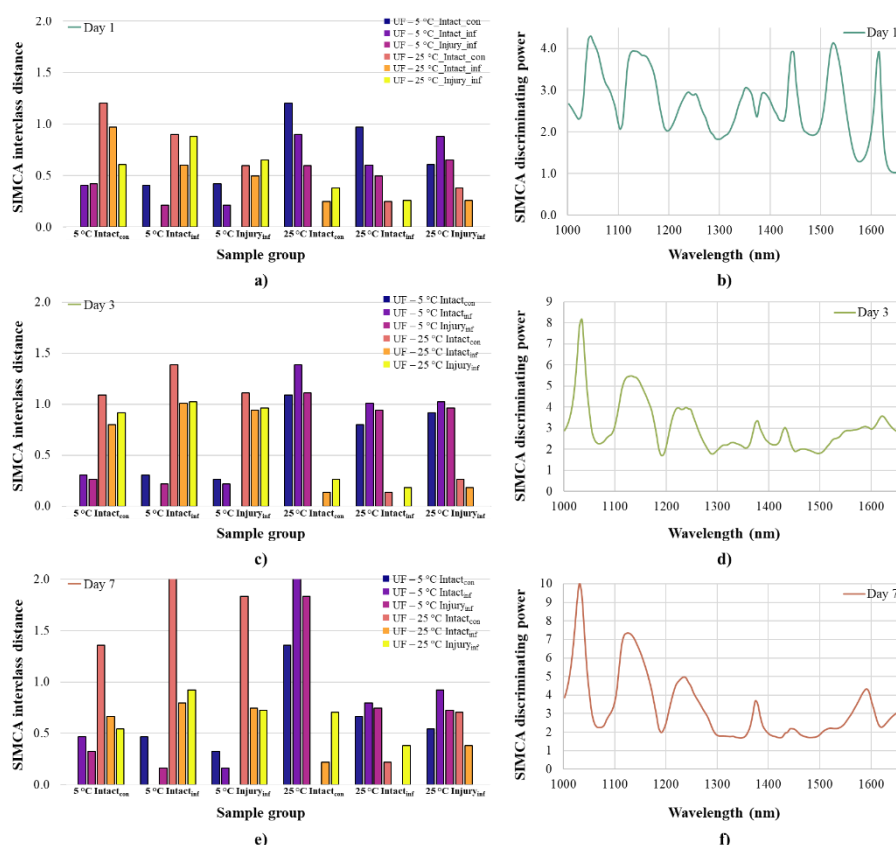 Day 1
UF – 5 °C_Intact_con
UF – 5 °C_Intact_inf
UF – 5 °C_Injury_inf
UF – 25 °C_Intact_con
UF – 25 °C_Intact_inf
UF – 25 °C_Injury_inf
SIMCA interclass distance
2.0
1.5
1.0
0.5
0.0
5 °C Intactcon 5 °C Intactinf 5 °C Injuryinf 25 °C Intactcon 25 °C Intactinf 25 °C Injuryinf
Sample group
a)
Day 1
SIMCA discriminating power
4.0
3.0
2.0
1.0
0.0
1000 1100 1200 1300 1400 1500 1600
Wavelength (nm)
b)
Day 3
UF – 5 °C Intactcon
UF – 5 °C Intactinf
UF – 5 °C Injuryinf
UF – 25 °C Intactcon
UF – 25 °C Intactinf
UF – 25 °C Injuryinf
SIMCA interclass distance
2.0
1.5
1.0
0.5
0.0
5 °C Intactcon 5 °C Intactinf 5 °C Injuryinf 25 °C Intactcon 25 °C Intactinf 25 °C Injuryinf
Sample group
c)
Day 3
SIMCA discriminating power
9
8
7
6
5
4
3
2
1
0
1000 1100 1200 1300 1400 1500 1600
Wavelength (nm)
d)
Day 7
UF – 5 °C Intactcon
UF – 5 °C Intactinf
UF – 5 °C Injuryinf
UF – 25 °C Intactcon
UF – 25 °C Intactinf
UF – 25 °C Injuryinf
SIMCA interclass distance
2.0
1.5
1.0
0.5
0.0
5 °C Intactcon 5 °C Intactinf 5 °C Injuryinf 25 °C Intactcon 25 °C Intactinf 25 °C Injuryinf
Sample group
e)
Day 7
SIMCA discriminating power
10
9
8
7
6
5
4
3
2
1
0
1000 1100 1200 1300 1400 1500 1600
Wavelength (nm)
f)